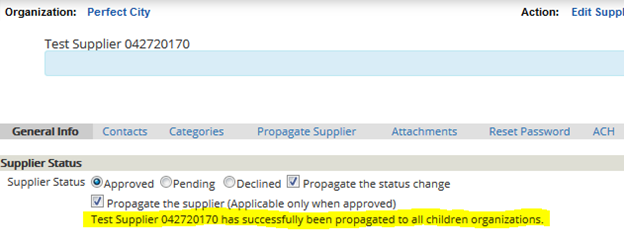 Organization: Perfect City Action: Edit Suppl
Test Supplier 042720170
General Info Contacts Categories Propagate Supplier Attachments Reset Password ACH
Supplier Status
Supplier Status Approved Pending Declined Propagate the status change
Propagate the supplier (Applicable only when approved)
Test Supplier 042720170 has successfully been propagated to all children organizations.